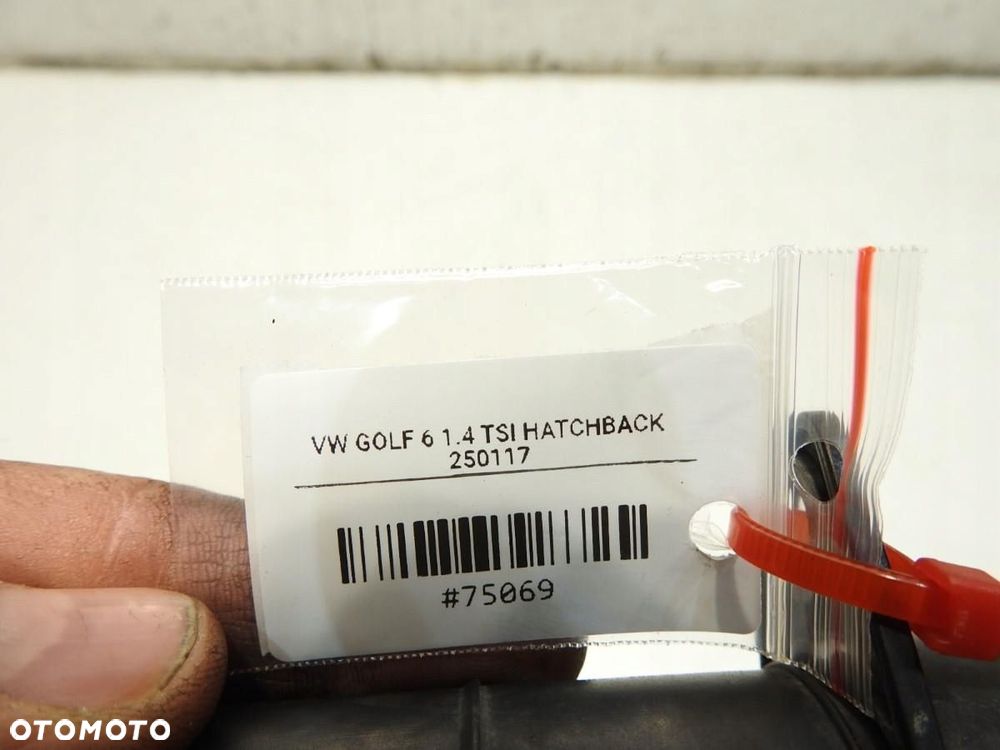 VW GOLF 6 1.4 TSI HATCHBACK
250117
#75069
OTOMOTO